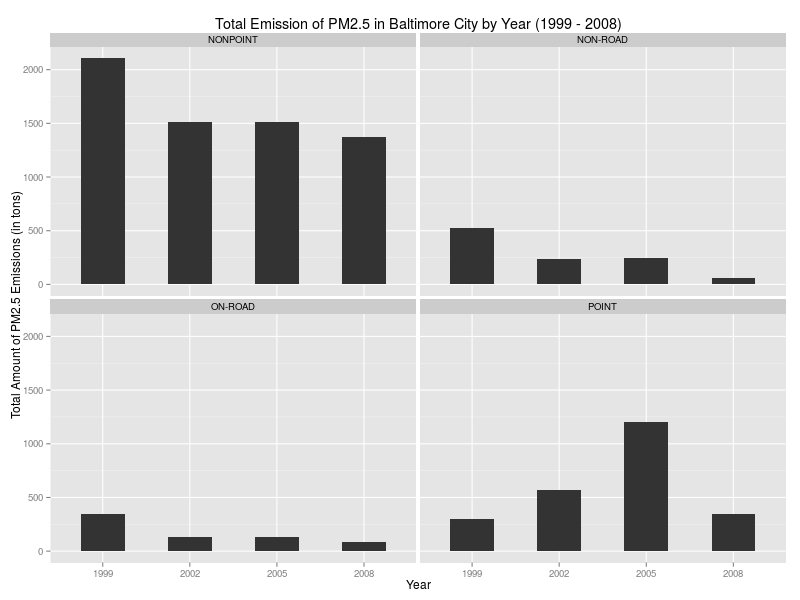 Total Emission of PM2.5 in Baltimore City by Year (1999 - 2008)
NONPOINT
NON-ROAD
2000
1500
1000
500
0
ON-ROAD
POINT
2000
1500
1000
500
0
1999 2002 2005 2008 1999 2002 2005 2008
Year
Total Amount of PM2.5 Emissions (in tons)